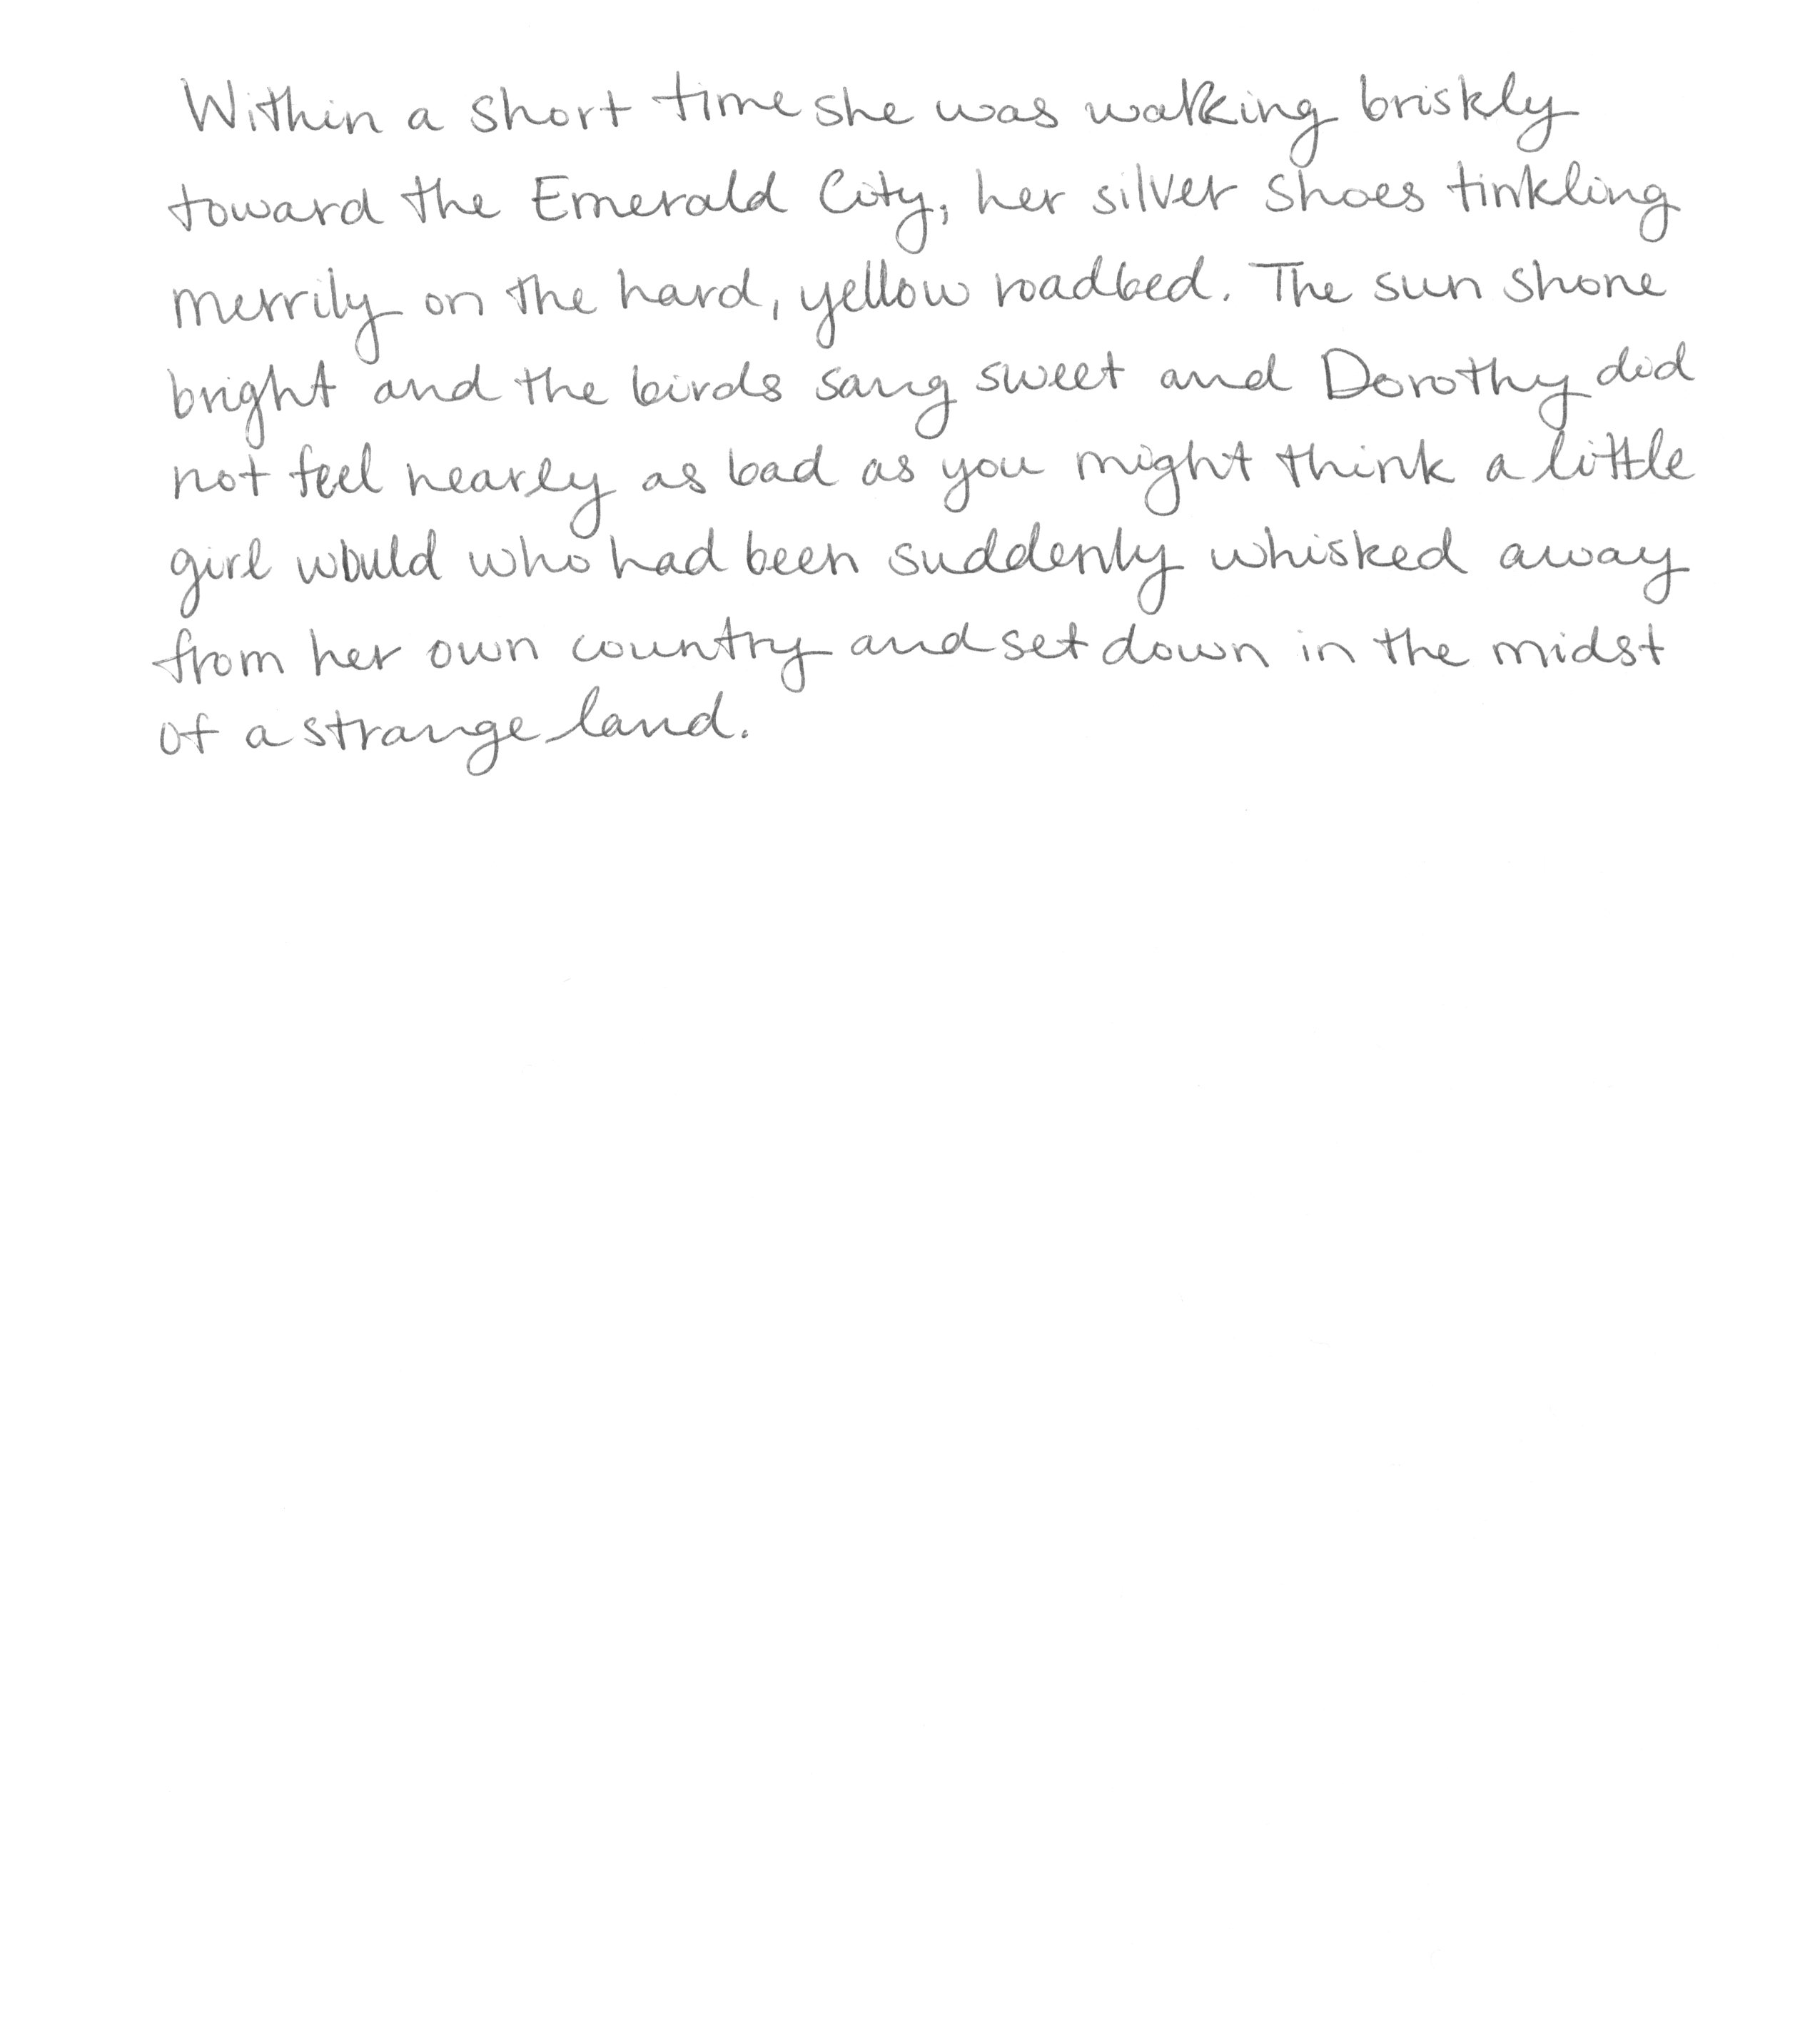 Within a short time she was walking briskly
toward the Emerald City, her silver shoes tinkling
merrily on the hard, yellow roadbed. The sun shone
bright and the birds sang sweet and Dorothy did
not feel nearly as bad as you might think a little
girl would who had been suddenly whisked away
from her own country and set down in the midst
of a strange land.